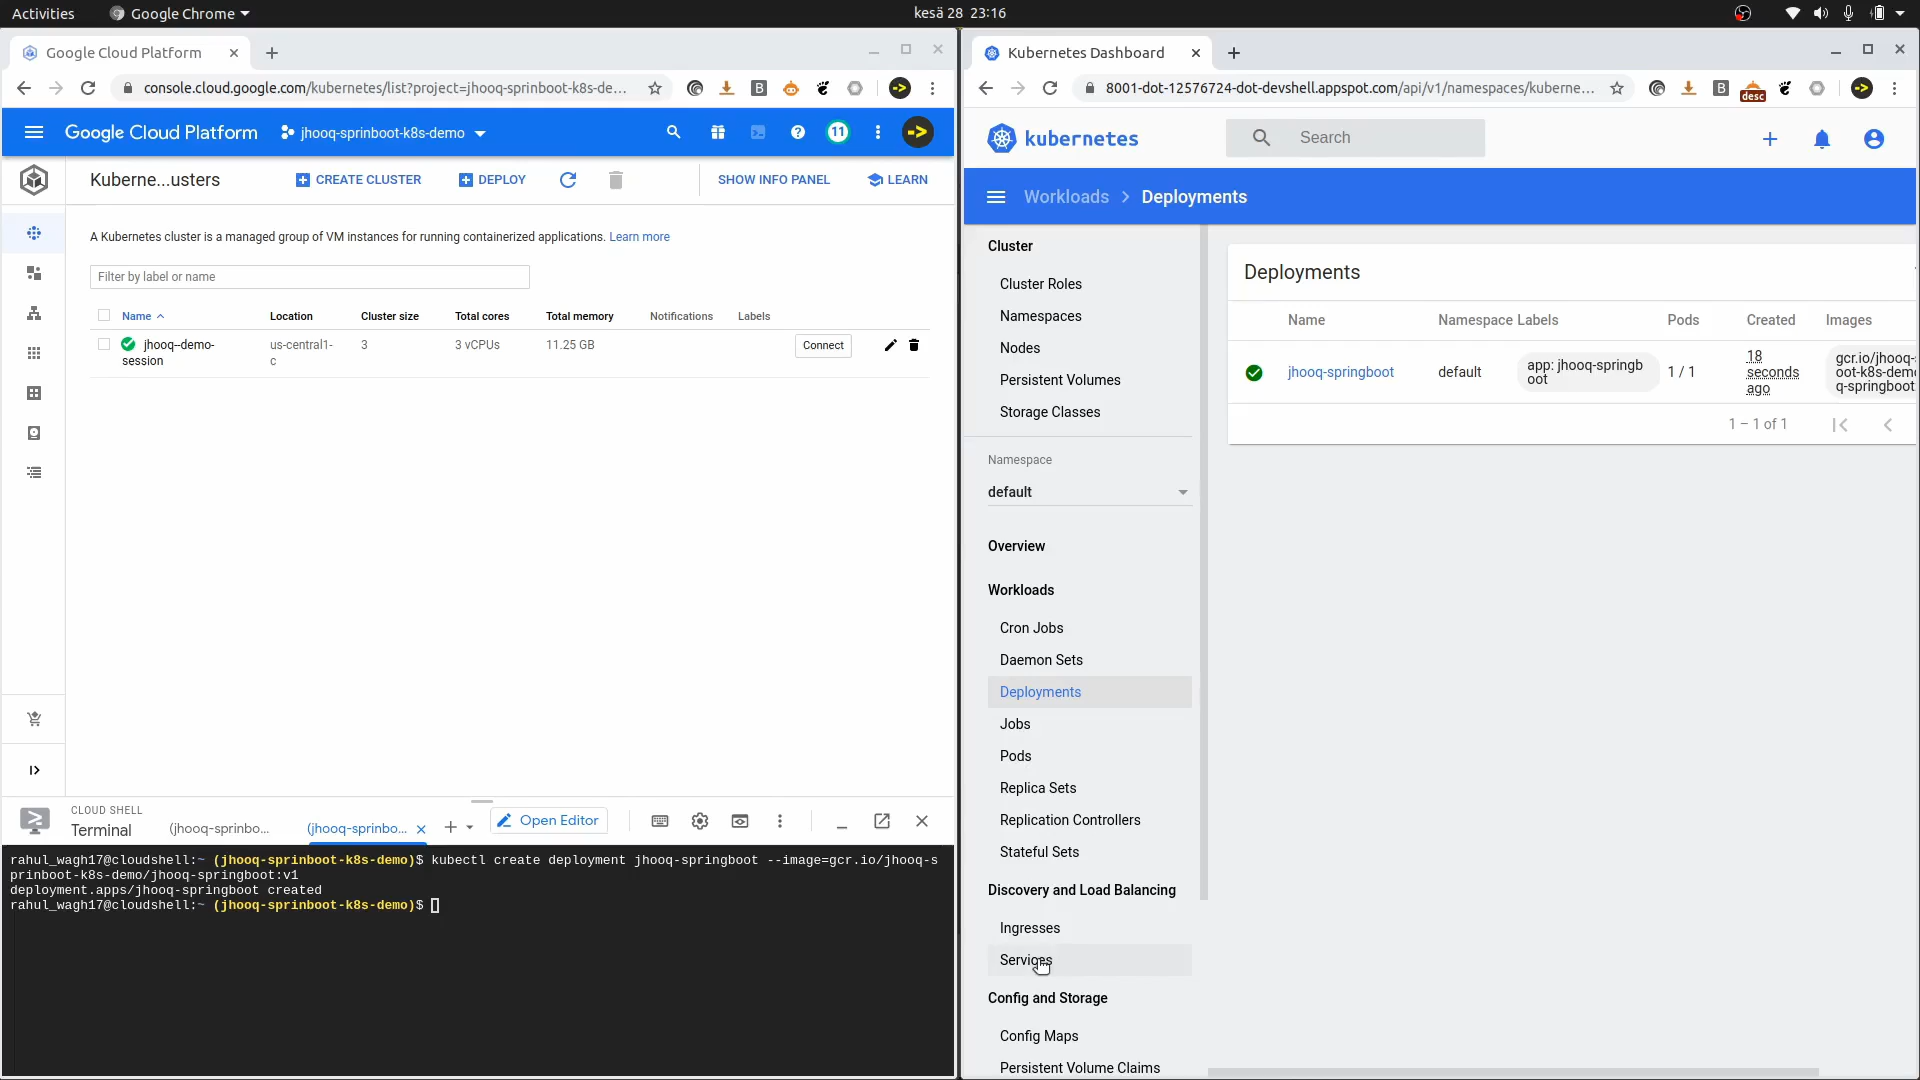 Activities
Google Chrome
kesä 28 23:16
Google Cloud Platform
console.cloud.google.com/kubernetes/list?project=jhooq-sprinboot-k8s-de...
Google Cloud Platform
jhooq-sprinboot-k8s-demo
11
Kuberne...usters
CREATE CLUSTER
DEPLOY
SHOW INFO PANEL
LEARN
A Kubernetes cluster is a managed group of VM instances for running containerized applications. Learn more
Filter by label or name
Name
Location
Cluster size
Total cores
Total memory
Notifications
Labels
jhooq--demo-
session
us-central1-
c
3
3 vCPUs
11.25 GB
Connect
CLOUD SHELL
Terminal
(jhooq-sprinbo...
(jhooq-sprinbo...
Open Editor
rahul_wagh17@cloudshell:~ (jhooq-sprinboot-k8s-demo)$ kubectl create deployment jhooq-springboot --image=gcr.io/jhooq-s
prinboot-k8s-demo/jhooq-springboot:v1
deployment.apps/jhooq-springboot created
rahul_wagh17@cloudshell:~ (jhooq-sprinboot-k8s-demo)$
Kubernetes Dashboard
8001-dot-12576724-dot-devshell.appspot.com/api/v1/namespaces/kuberne...
B
B
desc
kubernetes
Search
Workloads
Deployments
Cluster
Cluster Roles
Namespaces
Nodes
Persistent Volumes
Storage Classes
Namespace
default
Overview
Workloads
Cron Jobs
Daemon Sets
Deployments
Jobs
Pods
Replica Sets
Replication Controllers
Stateful Sets
Discovery and Load Balancing
Ingresses
Services
Config and Storage
Config Maps
Persistent Volume Claims
Deployments
Name
Namespace
Labels
Pods
Created
Images
jhooq-springboot
default
app: jhooq-springb
oot
1 / 1
18
seconds
ago
gcr.io/jhooq-
oot-k8s-demo
q-springboot
1 – 1 of 1